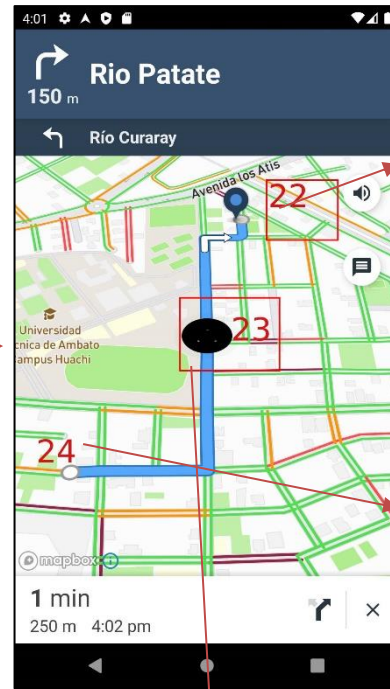 4:01
150 m
Rio Patate
Río Curaray
Avenida los Atis
22
23
Universidad
cnica de Ambato
ampus Huachi
24
mapbox
1 min
250 m 4:02 pm